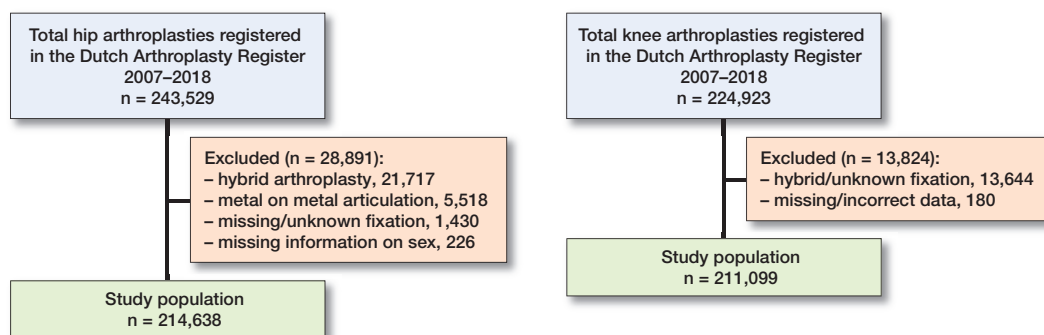 Total hip arthroplasties registered
in the Dutch Arthroplasty Register
2007–2018
n = 243,529
Excluded (n = 28,891):
– hybrid arthroplasty, 21,717
– metal on metal articulation, 5,518
– missing/unknown fixation, 1,430
– missing information on sex, 226
Study population
n = 214,638
Total knee arthroplasties registered
in the Dutch Arthroplasty Register
2007–2018
n = 224,923
Excluded (n = 13,824):
– hybrid/unknown fixation, 13,644
– missing/incorrect data, 180
Study population
n = 211,099